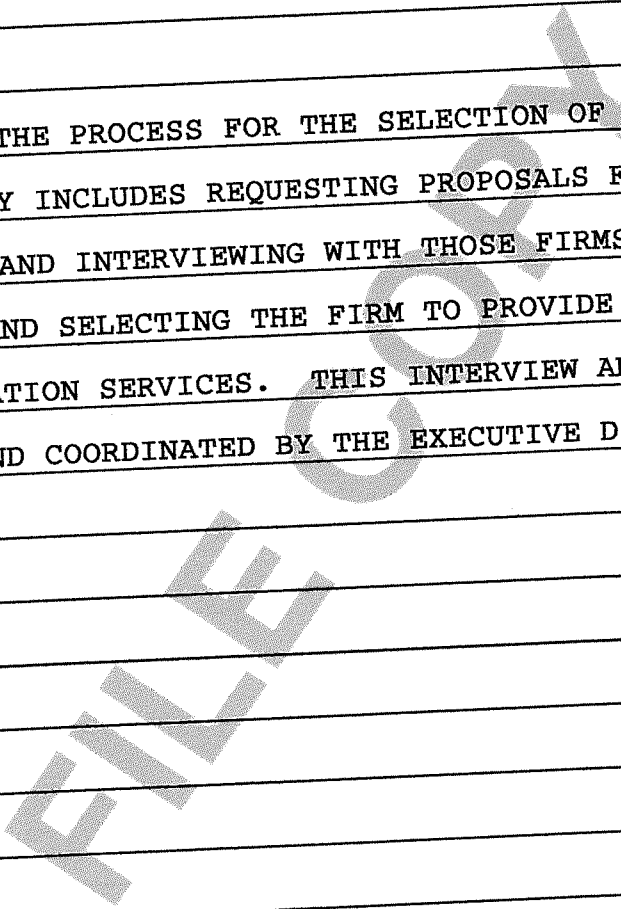 THE PROCESS FOR THE SELECTION OF
Y INCLUDES REQUESTING PROPOSALS F
AND INTERVIEWING WITH THOSE FIRMS
ND SELECTING THE FIRM TO PROVIDE
ATION SERVICES. THIS INTERVIEW A
ND COORDINATED BY THE EXECUTIVE D
FILE COPY